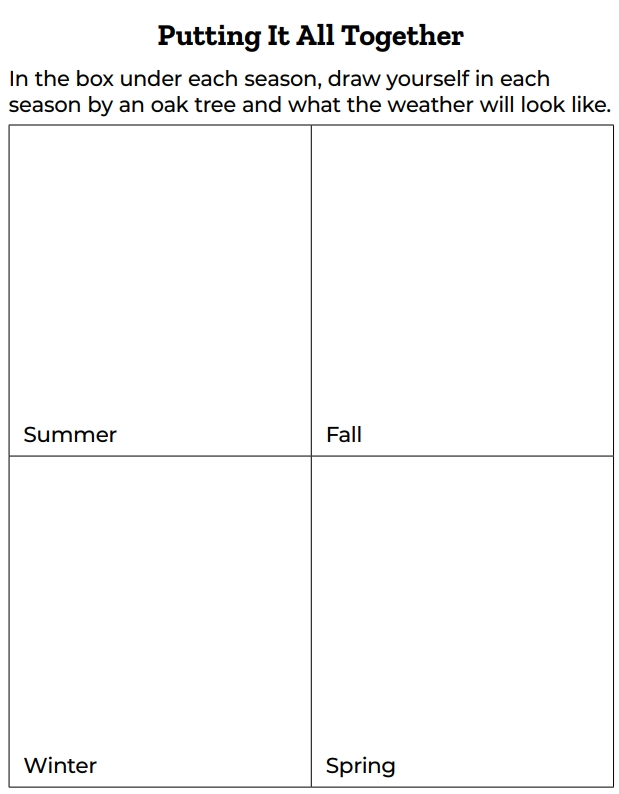 Putting It All Together
In the box under each season, draw yourself in each
season by an oak tree and what the weather will look like.
Summer
Fall
Winter
Spring